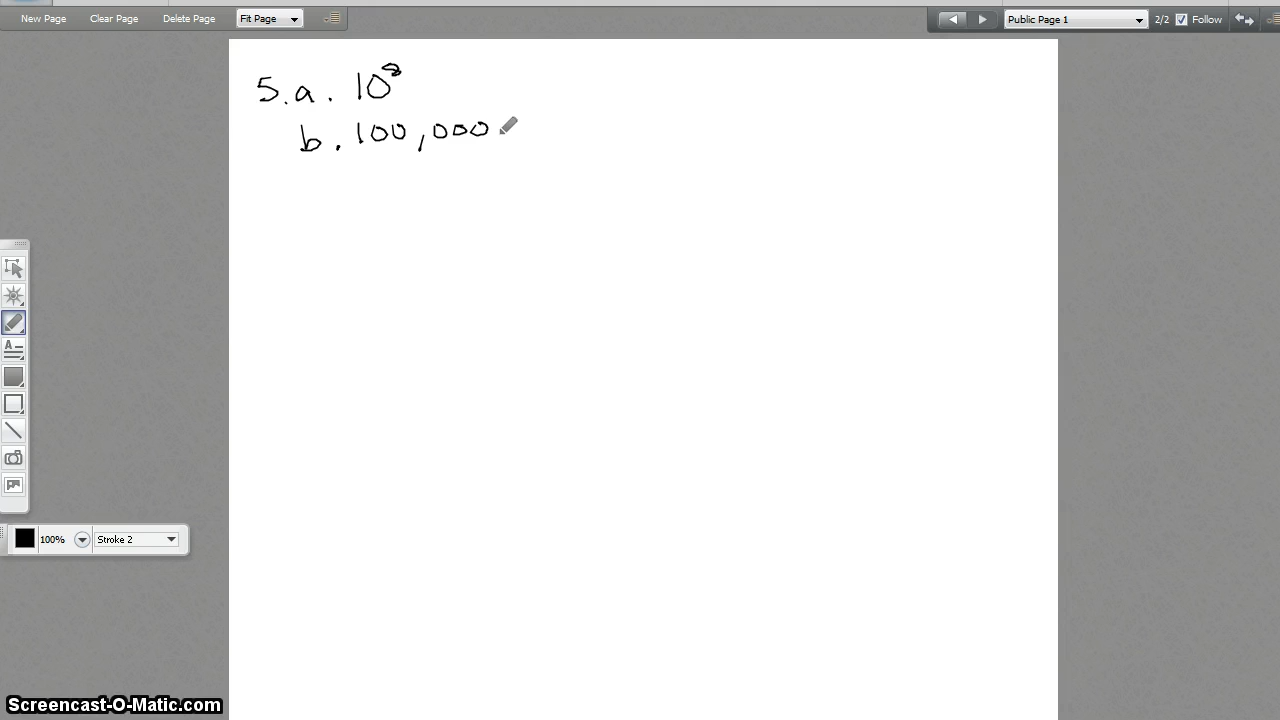 New Page Clear Page Delete Page Fit Page Public Page 1 2/2 Follow
5.a. 10⁸
b. 100,000
100% Stroke 2
Screencast-O-Matic.com